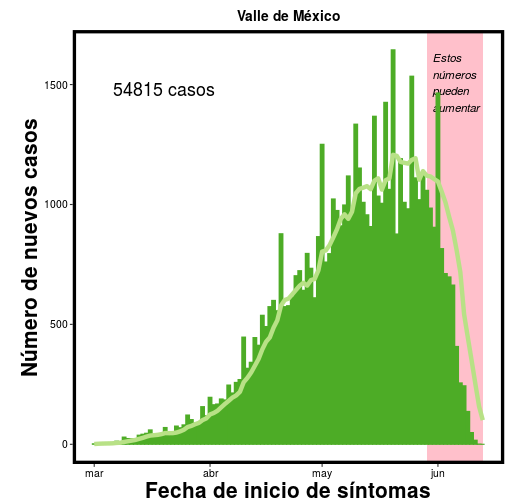 Valle de México
Estos
números
pueden
aumentar
54815 casos
Número de nuevos casos
1500
1000
500
0
mar
abr
may
jun
Fecha de inicio de síntomas